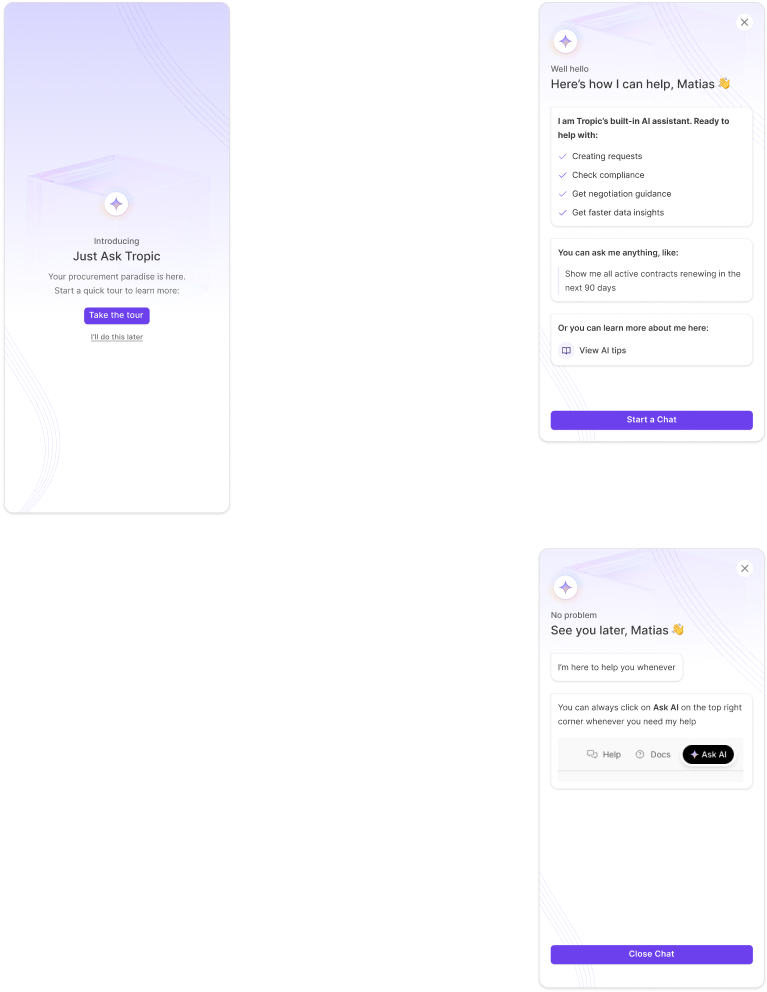 Introducing
Just Ask Tropic
Your procurement paradise is here.
Start a quick tour to learn more:
Take the tour
I'll do this later
Well hello
Here's how I can help, Matias 👋
I am Tropic's built-in AI assistant. Ready to
help with:
Creating requests
Check compliance
Get negotiation guidance
Get faster data insights
You can ask me anything, like:
Show me all active contracts renewing in the
next 90 days
Or you can learn more about me here:
View AI tips
Start a Chat
No problem
See you later, Matias 👋
I'm here to help you whenever
You can always click on Ask AI on the top right
corner whenever you need my help
Help Docs Ask AI
Close Chat